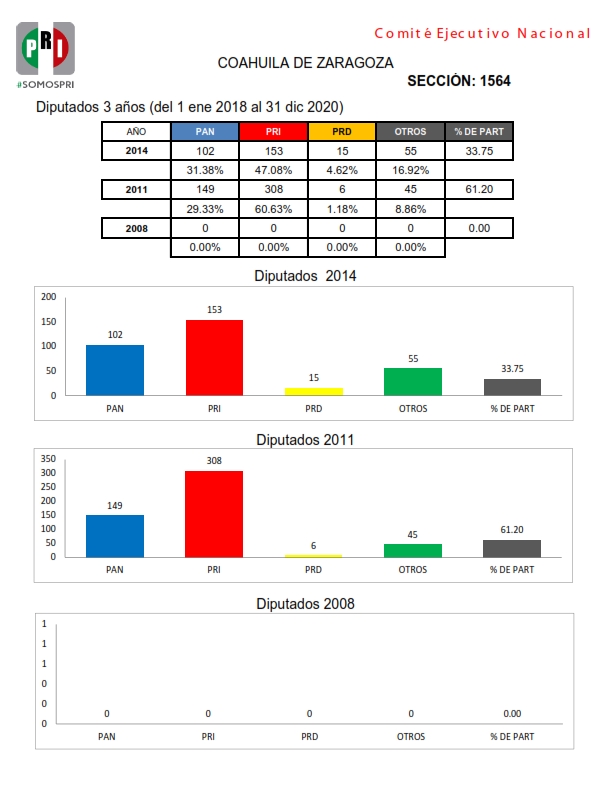 Comité Ejecutivo Nacional
PRI
#SOMOSPRI
COAHUILA DE ZARAGOZA
SECCIÓN: 1564
Diputados 3 años (del 1 ene 2018 al 31 dic 2020)
AÑO PAN PRI PRD OTROS % DE PART
2014 102 153 15 55 33.75
31.38% 47.08% 4.62% 16.92%
2011 149 308 6 45 61.20
29.33% 60.63% 1.18% 8.86%
2008 0 0 0 0 0.00
0.00% 0.00% 0.00% 0.00%
Diputados 2014
200
150
100
50
0
102
153
15
55
33.75
PAN PRI PRD OTROS % DE PART
Diputados 2011
350
300
250
200
150
100
50
0
149
308
6
45
61.20
PAN PRI PRD OTROS % DE PART
Diputados 2008
1
1
1
0
0
0
0 0 0 0 0.00
PAN PRI PRD OTROS % DE PART